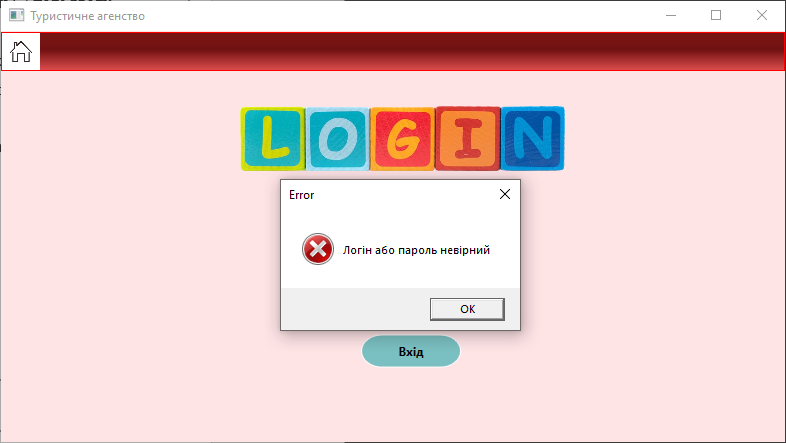 Туристичне агенство
LOGIN
Error
Логін або пароль невірний
OK
Вхід